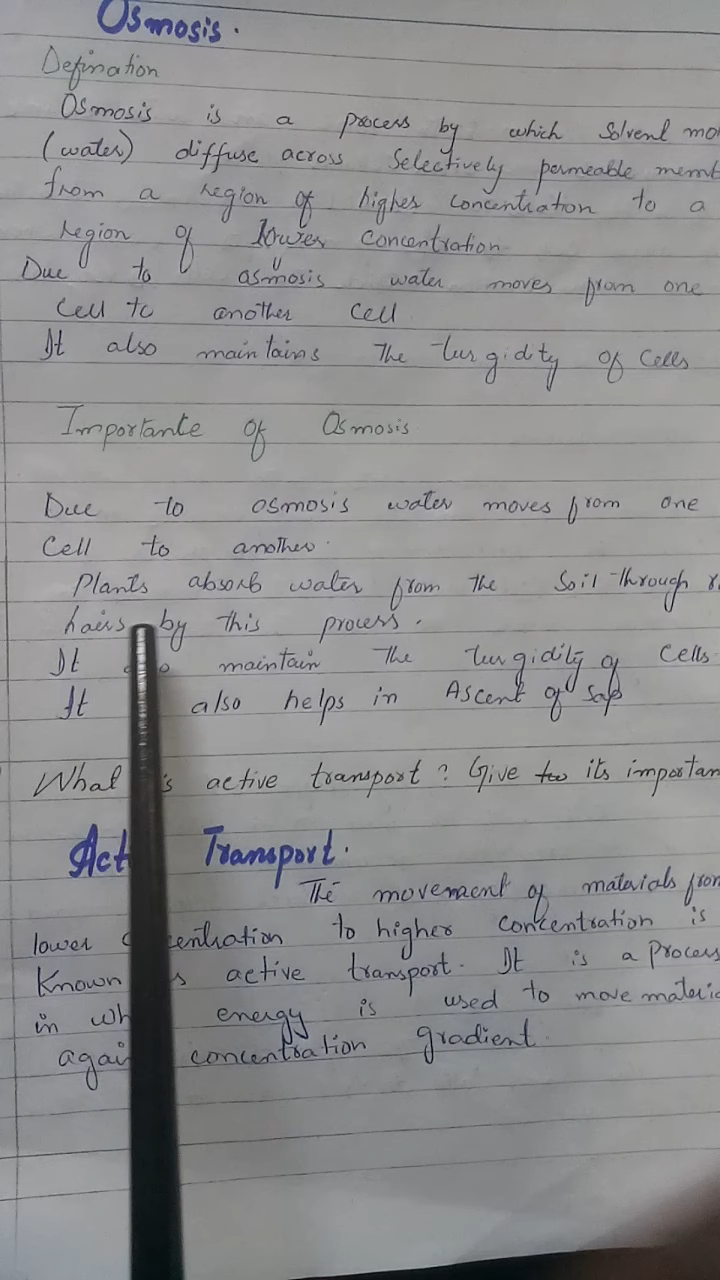 Osmosis.
Defination
Osmosis is a process by which Solvent mo
(water) diffuse across Selectively permeable memb
from a region of higher concentration to a
region of lower concentration
Due to osmosis water moves from one
Cell to another cell
It also maintains The turgidity of Cells
Importante of Osmosis
Due to osmosis water moves from one
Cell to another.
Plants absorb water from the Soil through r
hairs by this process.
It maintain the turgidity of Cells
It also helps in Ascent of Sap
What is active transport? Give its importan
Act Transport.
The movement of materials from
lower centration to higher concentration is
Known s active transport. It is a Process
in wh energy is used to move materia
agai concentration gradient.